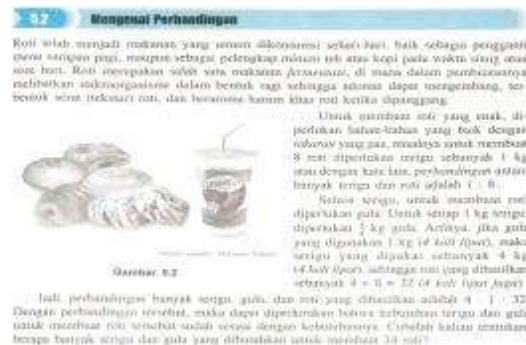 5.2 Mengenal Perbandingan
Roti telah menjadi makanan yang umum dikonsumsi sehari-hari, baik sebagai pengganti
menu sarapan pagi, maupun sebagai pelengkap minum teh atau kopi pada waktu siang atau
sore hari. Roti merupakan salah satu makanan fermentasi, di mana dalam pembuatannya
melibatkan mikroorganisme dalam bentuk ragi sehingga adonan dapat mengembang, ter-
bentuk serat (tekstur) roti, dan beraroma harum khas roti ketika dipanggang.
Untuk membuat roti yang enak, di-
perlukan bahan-bahan yang baik dengan
takaran yang pas, misalnya untuk membuat
8 roti diperlukan terigu sebanyak 1 kg
atau dengan kata lain, perbandingan antara
banyak terigu dan roti adalah 1 : 8.
Selain terigu, untuk membuat roti
diperlukan gula. Untuk setiap 1 kg terigu
diperlukan kg gula. Artinya, jika gula
yang digunakan 1 kg (4 kali lipat), maka
terigu yang dipakai sebanyak 4 kg
(4 kali lipat), sehingga roti yang dihasilkan
sebanyak 4 × 8 = 32 (4 kali lipat juga).
Gambar 5.2
Jadi, perbandingan banyak terigu, gula, dan roti yang dihasilkan adalah 4 : 1 : 32.
Dengan perbandingan tersebut, maka dapat diperkirakan bahwa kebutuhan terigu dan gula
untuk membuat roti tersebut sudah sesuai dengan kebutuhannya. Cobalah kalian tentukan
berapa banyak terigu dan gula yang dibutuhkan untuk membuat roti?